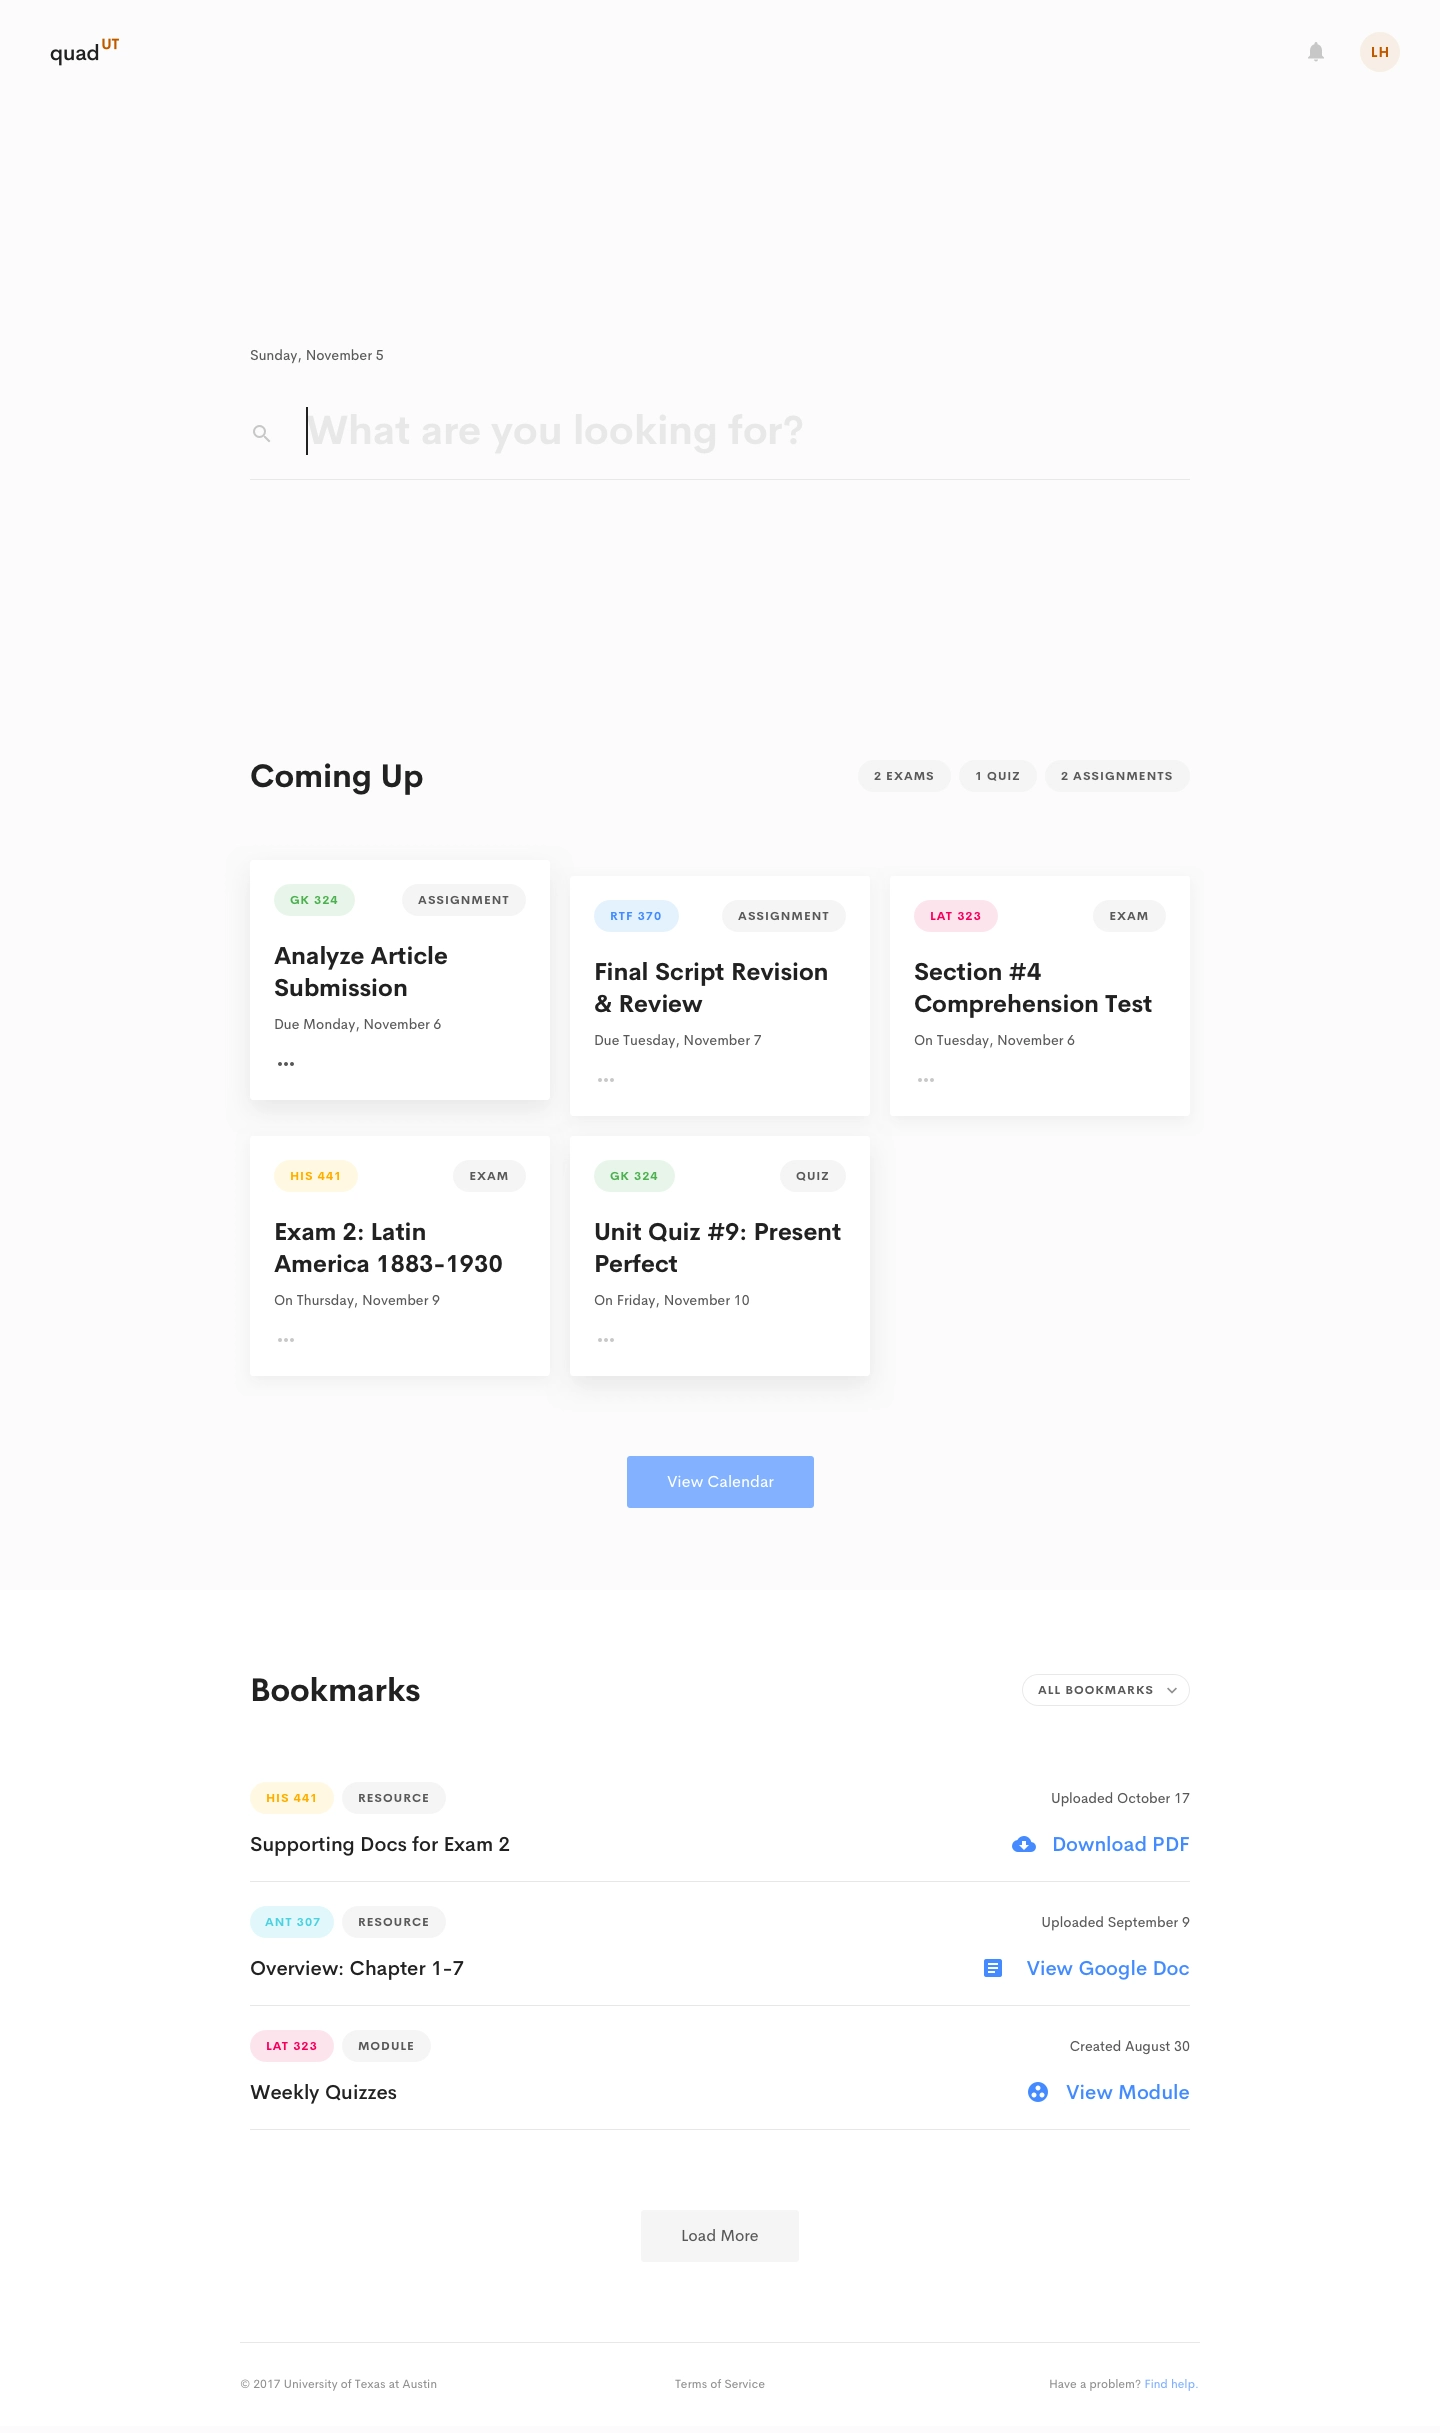 quad UT
LH
Sunday, November 5
What are you looking for?
Coming Up
2 EXAMS
1 QUIZ
2 ASSIGNMENTS
GK 324
ASSIGNMENT
Analyze Article
Submission
Due Monday, November 6
RTF 370
ASSIGNMENT
Final Script Revision
& Review
Due Tuesday, November 7
LAT 323
EXAM
Section #4
Comprehension Test
On Tuesday, November 6
HIS 441
EXAM
Exam 2: Latin
America 1883-1930
On Thursday, November 9
GK 324
QUIZ
Unit Quiz #9: Present
Perfect
On Friday, November 10
View Calendar
Bookmarks
ALL BOOKMARKS
HIS 441
RESOURCE
Uploaded October 17
Supporting Docs for Exam 2
Download PDF
ANT 307
RESOURCE
Uploaded September 9
Overview: Chapter 1-7
View Google Doc
LAT 323
MODULE
Created August 30
Weekly Quizzes
View Module
Load More
© 2017 University of Texas at Austin
Terms of Service
Have a problem? Find help.